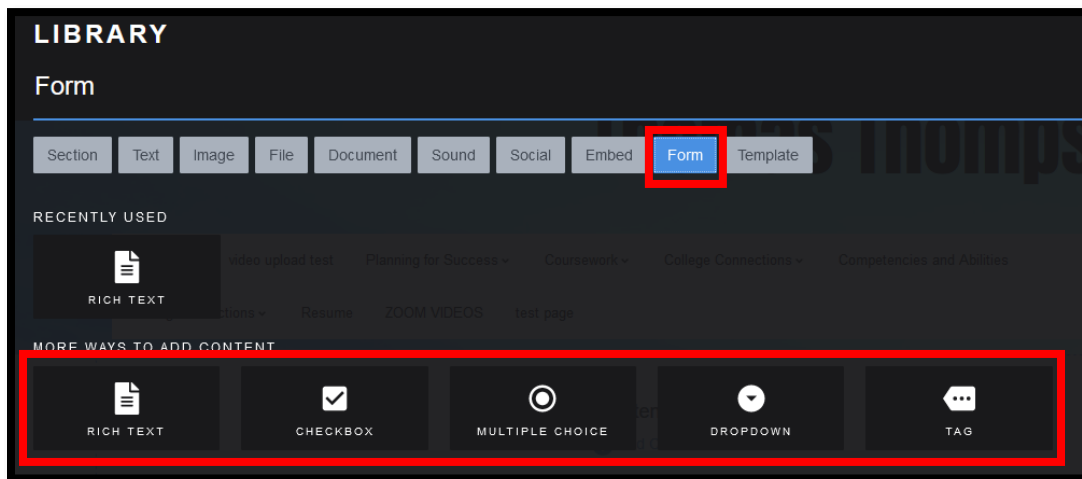 LIBRARY
Form
Section Text Image File Document Sound Social Embed Form Template
RECENTLY USED
video upload test Planning for Success Coursework College Connections Competencies and Abilities
RICH TEXT
Resume ZOOM VIDEOS test page
MORE WAYS TO ADD CONTENT
RICH TEXT CHECKBOX MULTIPLE CHOICE DROPDOWN TAG